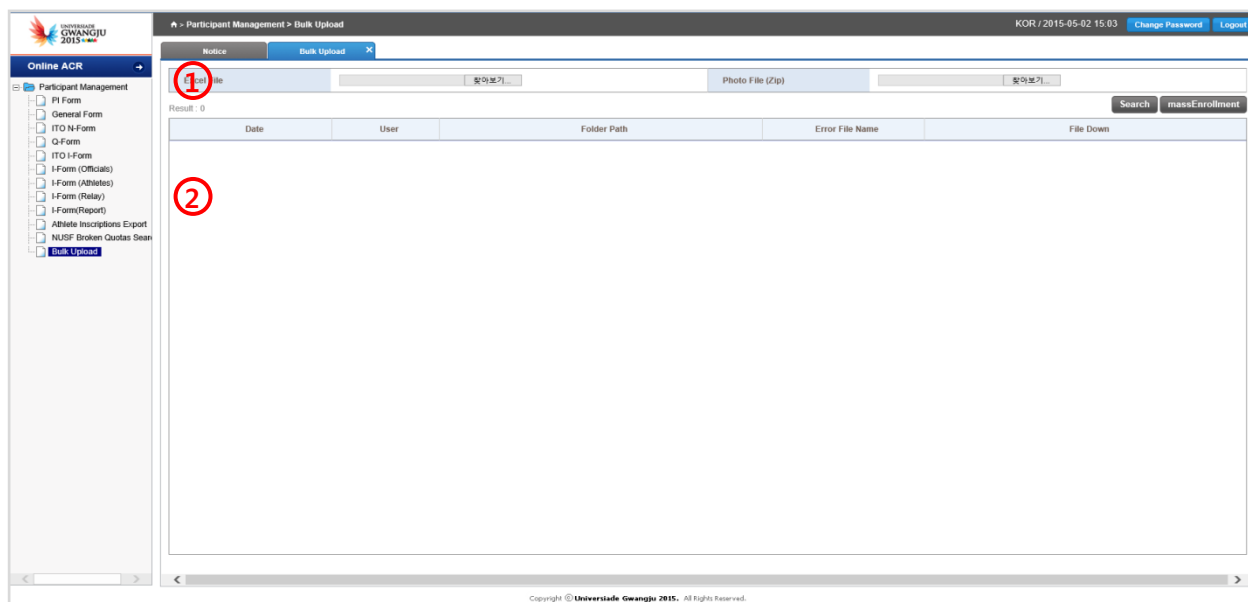 UNIVERSIADE
GWANGJU
2015
> Participant Management > Bulk Upload
KOR / 2015-05-02 15:03
Change Password
Logout
Notice
Bulk Upload
Online ACR
Participant Management
PI Form
General Form
ITO N-Form
Q-Form
ITO I-Form
I-Form (Officials)
I-Form (Athletes)
I-Form (Relay)
I-Form(Report)
Athlete Inscriptions Export
NUSF Broken Quotas Sear
Bulk Upload
①
Excel File
찾아보기...
Photo File (Zip)
찾아보기...
Result : 0
Search
massEnrollment
Date
User
Folder Path
Error File Name
File Down
②
Copyright ⓒ Universiade Gwangju 2015. All Rights Reserved.